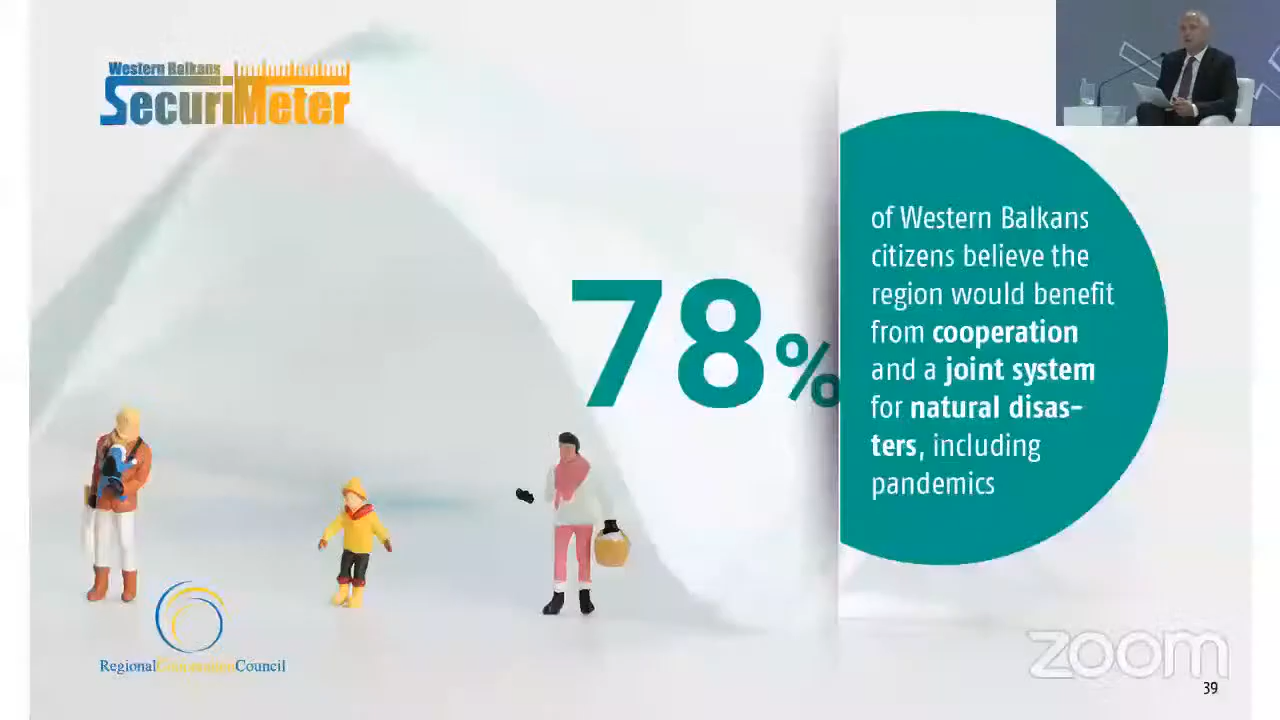 Western Balkans
SecuriMeter
78%
of Western Balkans
citizens believe the
region would benefit
from cooperation
and a joint system
for natural disas-
ters, including
pandemics
Regional Cooperation Council
zoom
39